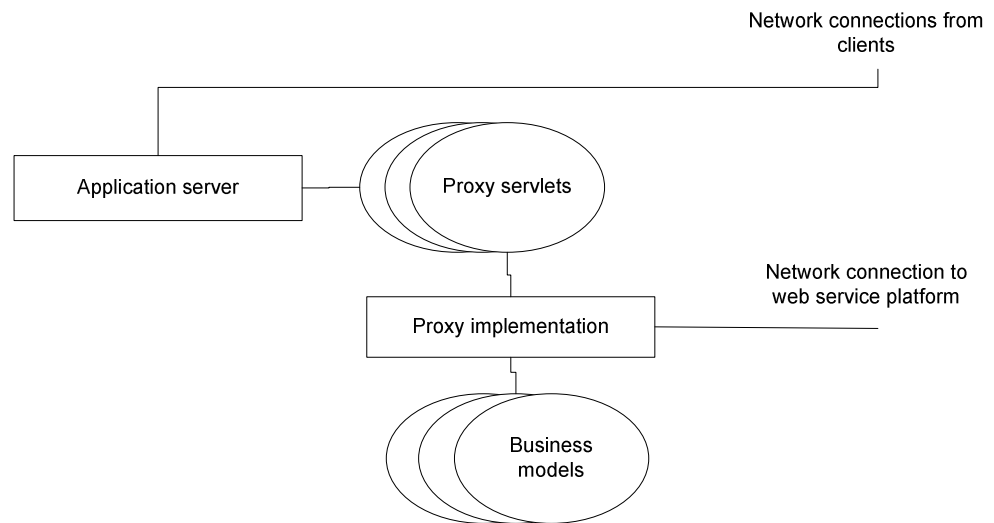 Network connections from
clients
Application server
Proxy servlets
Network connection to
web service platform
Proxy implementation
Business
models